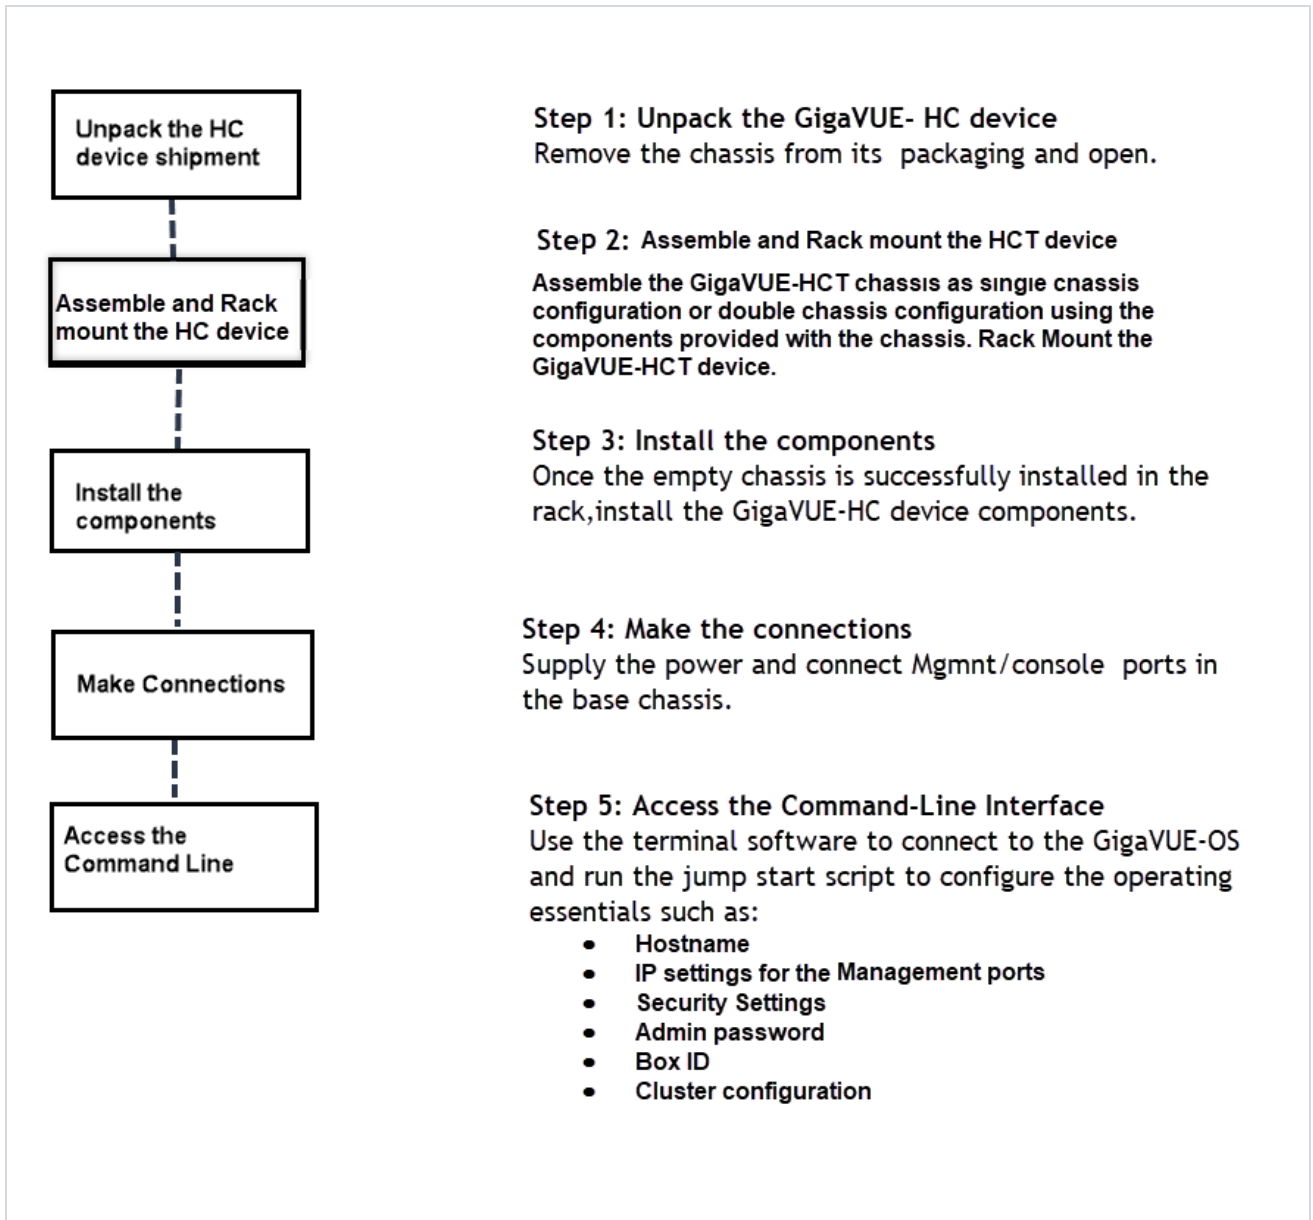 Unpack the HC
device shipment
Step 1: Unpack the GigaVUE- HC device
Remove the chassis from its packaging and open.
Assemble and Rack
mount the HC device
Step 2: Assemble and Rack mount the HCT device
Assemble the GigaVUE-HCT chassis as single cnassis
configuration or double chassis configuration using the
components provided with the chassis. Rack Mount the
GigaVUE-HCT device.
Install the
components
Step 3: Install the components
Once the empty chassis is successfully installed in the
rack,install the GigaVUE-HC device components.
Make Connections
Step 4: Make the connections
Supply the power and connect Mgmnt/console ports in
the base chassis.
Access the
Command Line
Step 5: Access the Command-Line Interface
Use the terminal software to connect to the GigaVUE-OS
and run the jump start script to configure the operating
essentials such as:
• Hostname
• IP settings for the Management ports
• Security Settings
• Admin password
• Box ID
• Cluster configuration